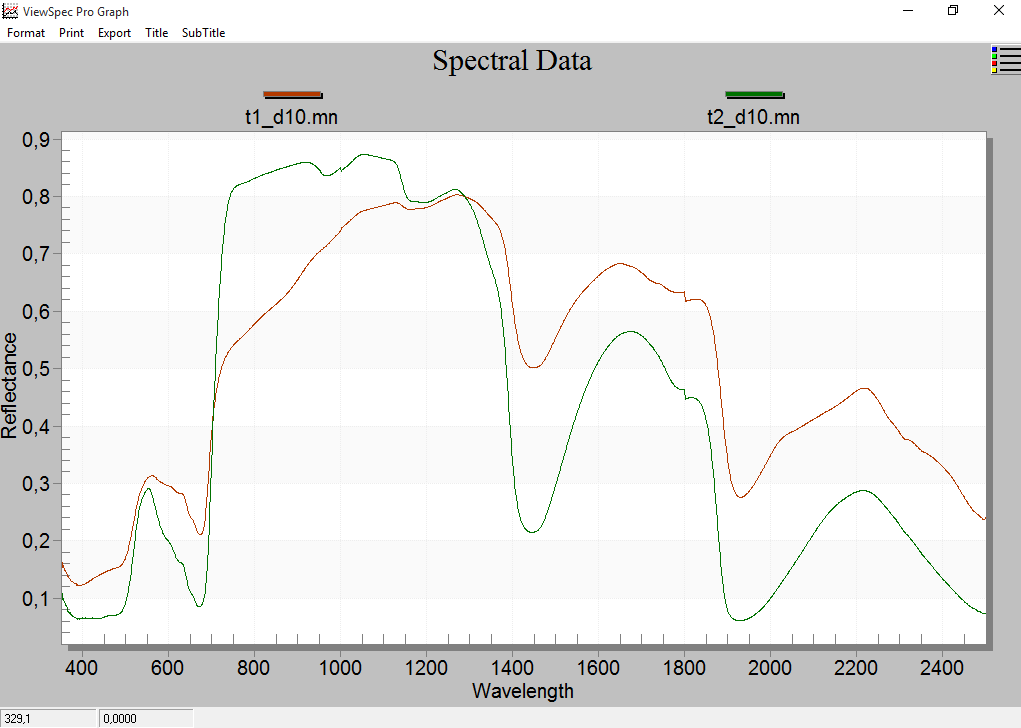 ViewSpec Pro Graph
Format Print Export Title SubTitle
Spectral Data
t1_d10.mn t2_d10.mn
0,9
0,8
0,7
0,6
0,5
0,4
0,3
0,2
0,1
Reflectance
400 600 800 1000 1200 1400 1600 1800 2000 2200 2400
Wavelength
329,1 0,0000